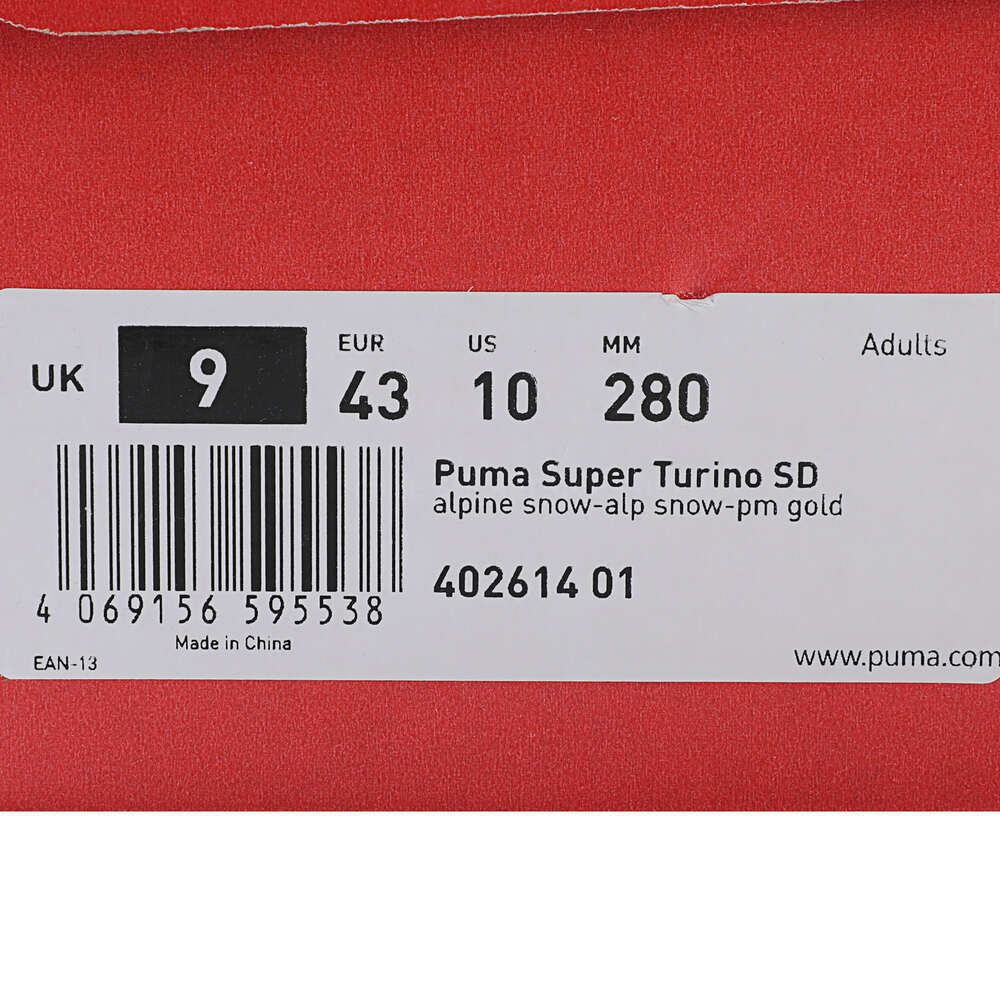 UK 9
EUR 43
US 10
MM 280
Adults
Puma Super Turino SD
alpine snow-alp snow-pm gold
402614 01
4 069156 595538
Made in China
EAN-13
www.puma.com